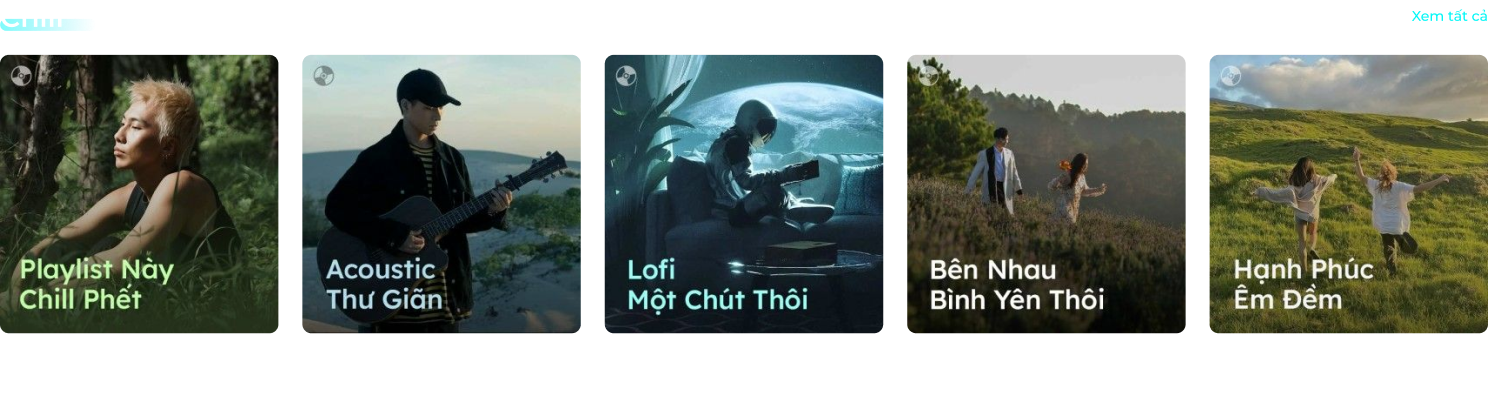 Chill
Xem tất cả
Playlist Này
Chill Phết
Acoustic
Thư Giãn
Lofi
Một Chút Thôi
Bên Nhau
Bình Yên Thôi
Hạnh Phúc
Êm Đềm